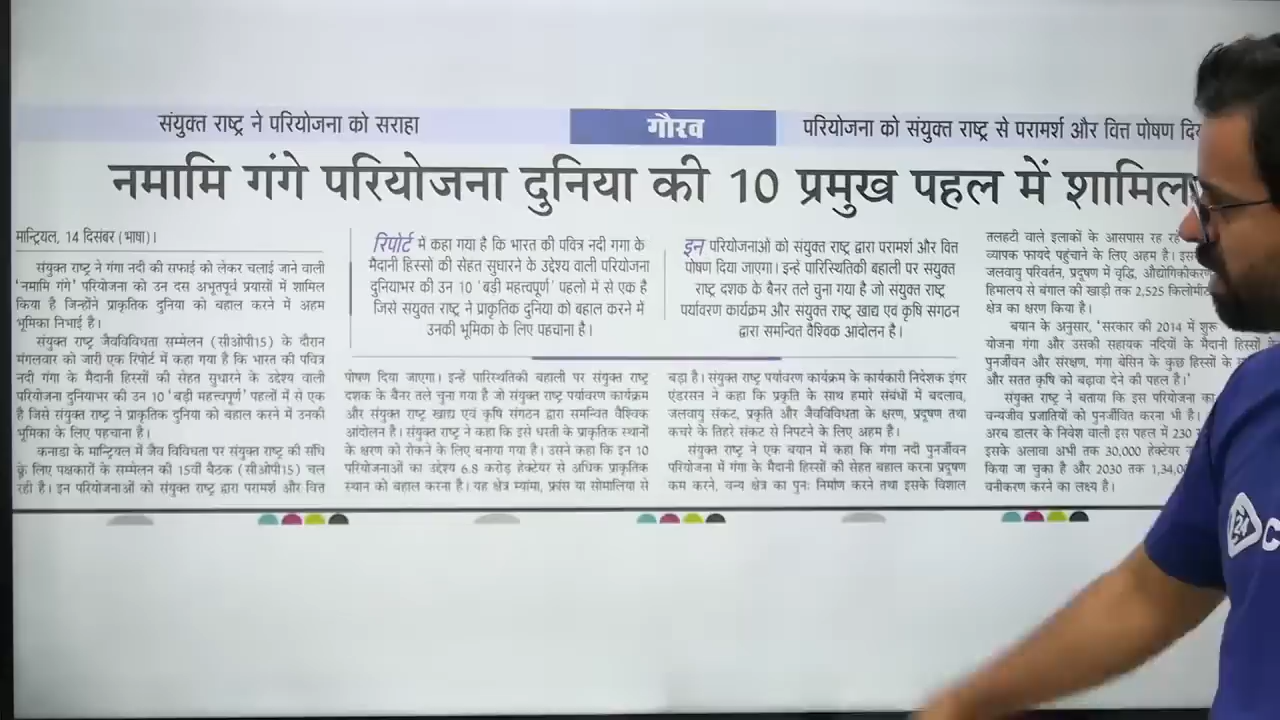 संयुक्त राष्ट्र ने परियोजना को सराहा
गौरव
परियोजना को संयुक्त राष्ट्र से परामर्श और वित्त पोषण
नमामि गंगे परियोजना दुनिया की 10 प्रमुख पहल में शामिल
मान्ट्रियल, 14 दिसंबर (भाषा)।
संयुक्त राष्ट्र ने गंगा नदी की सफाई को लेकर चलाई जाने वाली
'नमामि गंगे' परियोजना को उन दस अभूतपूर्व प्रयासों में शामिल
किया है जिन्होंने प्राकृतिक दुनिया को बहाल करने में अहम
भूमिका निभाई है।
संयुक्त राष्ट्र जैवविविधता सम्मेलन (सीओपी15) के दौरान
मंगलवार को जारी एक रिपोर्ट में कहा गया है कि भारत की पवित्र
नदी गंगा के मैदानी हिस्सों की सेहत सुधारने के उद्देश्य वाली
परियोजना दुनियाभर की उन 10 'बड़ी महत्त्वपूर्ण' पहलों में से एक
है जिसे संयुक्त राष्ट्र ने प्राकृतिक दुनिया को बहाल करने में उनकी
भूमिका के लिए पहचाना है।
कनाडा के मान्ट्रियल में जैव विविधता पर संयुक्त राष्ट्र की संधि
के लिए पक्षकारों के सम्मेलन की 15वीं बैठक (सीओपी15) चल
रही है। इन परियोजनाओं को संयुक्त राष्ट्र द्वारा परामर्श और वित्त
रिपोर्ट में कहा गया है कि भारत की पवित्र नदी गंगा के
मैदानी हिस्सों की सेहत सुधारने के उद्देश्य वाली परियोजना
दुनियाभर की उन 10 'बड़ी महत्त्वपूर्ण' पहलों में से एक है
जिसे संयुक्त राष्ट्र ने प्राकृतिक दुनिया को बहाल करने में
उनकी भूमिका के लिए पहचाना है।
इन परियोजनाओं को संयुक्त राष्ट्र द्वारा परामर्श और वित्त
पोषण दिया जाएगा। इन्हें पारिस्थितिकी बहाली पर संयुक्त
राष्ट्र दशक के बैनर तले चुना गया है जो संयुक्त राष्ट्र
पर्यावरण कार्यक्रम और संयुक्त राष्ट्र खाद्य एवं कृषि संगठन
द्वारा समन्वित वैश्विक आंदोलन है।
पोषण दिया जाएगा। इन्हें पारिस्थितिकी बहाली पर संयुक्त राष्ट्र
दशक के बैनर तले चुना गया है जो संयुक्त राष्ट्र पर्यावरण कार्यक्रम
और संयुक्त राष्ट्र खाद्य एवं कृषि संगठन द्वारा समन्वित वैश्विक
आंदोलन है। संयुक्त राष्ट्र ने कहा कि इसे धरती के प्राकृतिक स्थानों
के क्षरण को रोकने के लिए बनाया गया है। उसने कहा कि इन 10
परियोजनाओं का उद्देश्य 6.8 करोड़ हेक्टेयर से अधिक प्राकृतिक
स्थान को बहाल करना है। यह क्षेत्र म्यांमा, फ्रांस या सोमालिया से
बड़ा है। संयुक्त राष्ट्र पर्यावरण कार्यक्रम के कार्यकारी निदेशक इंगर
एंडरसन ने कहा कि प्रकृति के साथ हमारे संबंधों में बदलाव,
जलवायु संकट, प्रकृति और जैवविविधता के क्षरण, प्रदूषण तथा
कचरे के तिहरे संकट से निपटने के लिए अहम है।
संयुक्त राष्ट्र ने एक बयान में कहा कि गंगा नदी पुनर्जीवन
परियोजना में गंगा के मैदानी हिस्सों की सेहत बहाल करना प्रदूषण
कम करने, वन्य क्षेत्र का पुनः निर्माण करने तथा इसके विशाल
तलहटी वाले इलाकों के आसपास रह रहे
व्यापक फायदे पहुंचाने के लिए अहम है।
जलवायु परिवर्तन, प्रदूषण में वृद्धि, औद्योगिकीकरण
हिमालय से बंगाल की खाड़ी तक 2,525 किलोमीटर
क्षेत्र का क्षरण किया है।
बयान के अनुसार, 'सरकार की 2014 में शुरू
योजना गंगा और उसकी सहायक नदियों के मैदानी हिस्सों के
पुनर्जीवन और संरक्षण, गंगा बेसिन के कुछ हिस्सों के
और सतत कृषि को बढ़ावा देने की पहल है।'
संयुक्त राष्ट्र ने बताया कि इस परियोजना का
वन्यजीव प्रजातियों को पुनर्जीवित करना भी है।
अरब डालर के निवेश वाली इस पहल में 230
इसके अलावा अभी तक 30,000 हेक्टेयर
किया जा चुका है और 2030 तक
वनीकरण करने का लक्ष्य है।
24